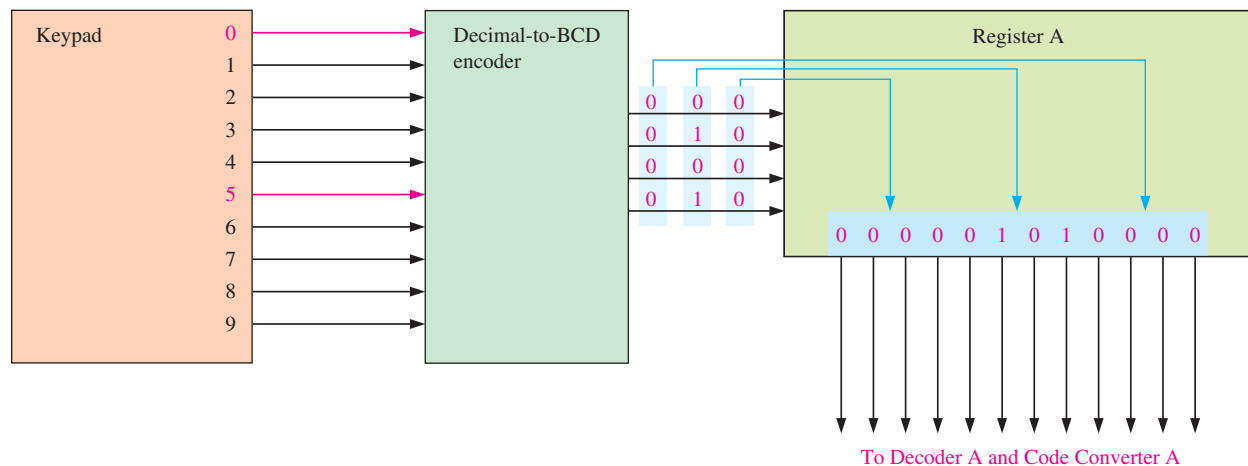 Keypad
0
1
2
3
4
5
6
7
8
9
Decimal-to-BCD
encoder
0 0 0
0 1 0
0 0 0
0 1 0
Register A
0 0 0 0 0 1 0 1 0 0 0 0
To Decoder A and Code Converter A